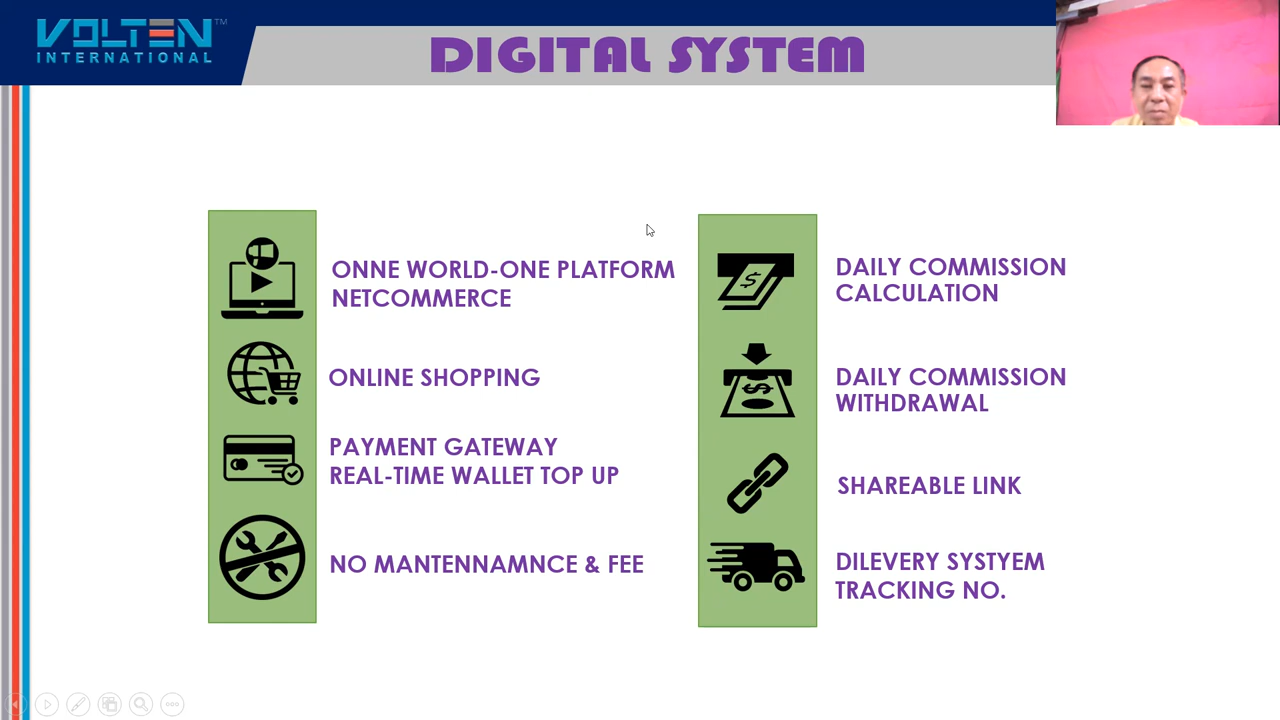 VOLTEN™
INTERNATIONAL
DIGITAL SYSTEM
ONNE WORLD-ONE PLATFORM
NETCOMMERCE
ONLINE SHOPPING
PAYMENT GATEWAY
REAL-TIME WALLET TOP UP
NO MANTENNAMNCE & FEE
DAILY COMMISSION
CALCULATION
DAILY COMMISSION
WITHDRAWAL
SHAREABLE LINK
DILEVERY SYSTYEM
TRACKING NO.